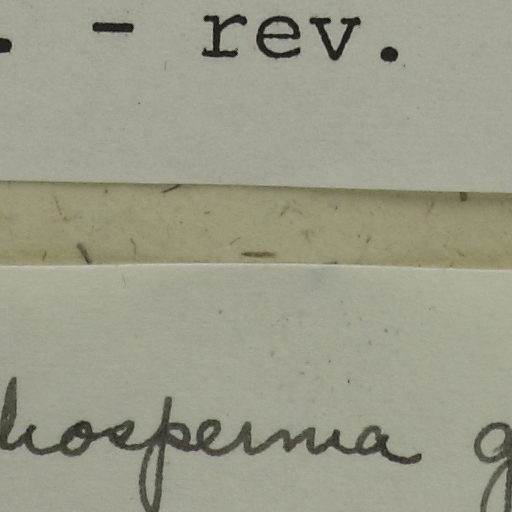 . - rev.
hosperma g